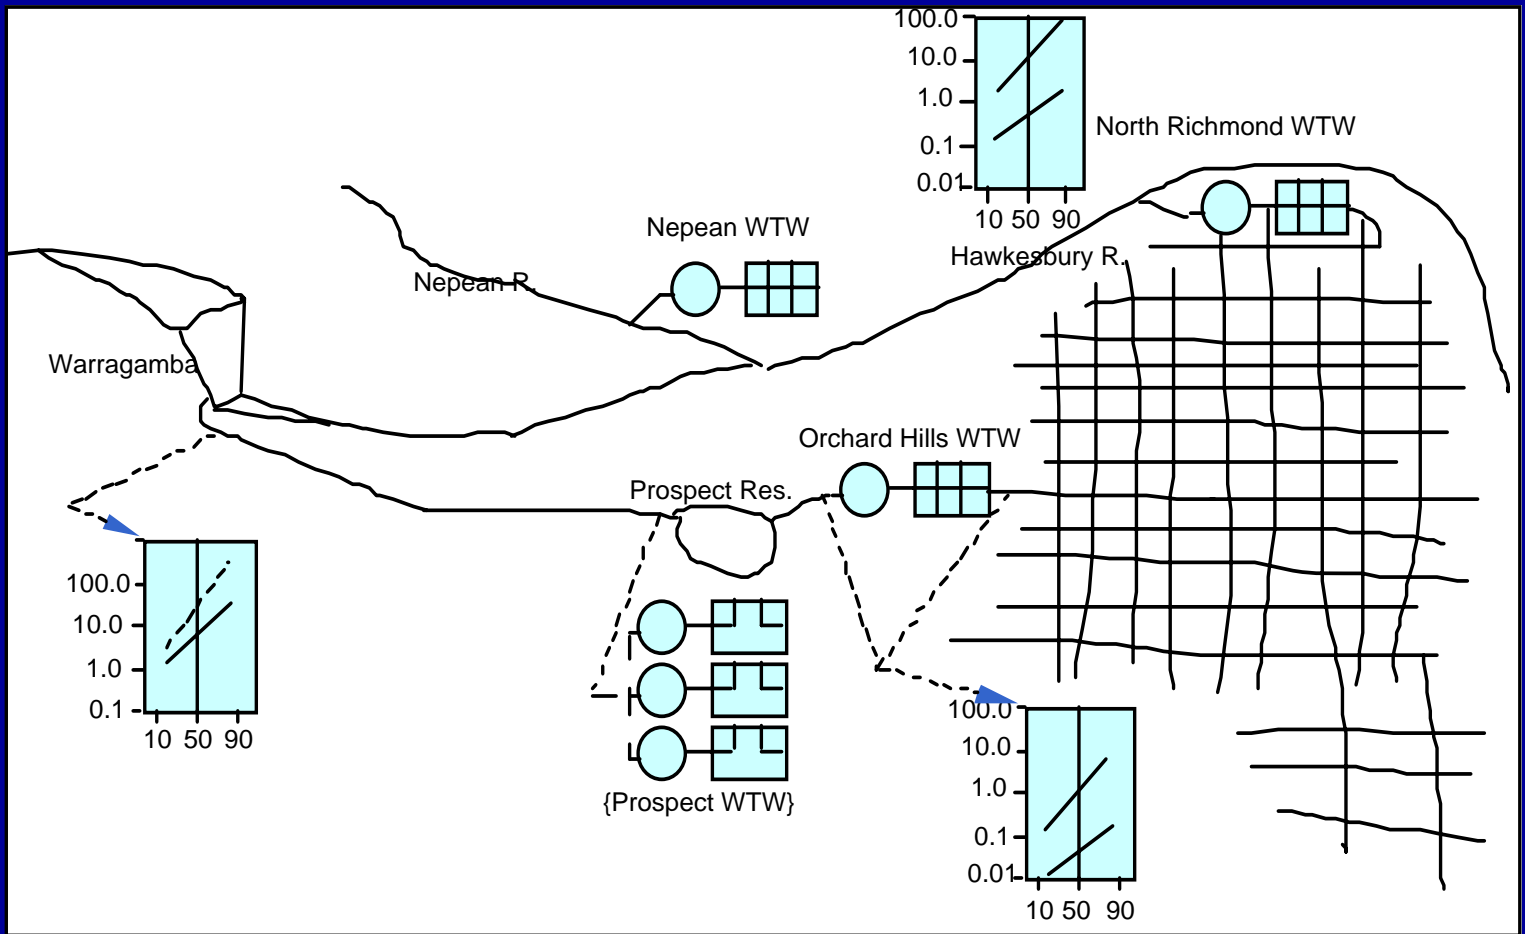 100.0
10.0
1.0
0.1
0.01
10 50 90
North Richmond WTW
Nepean WTW
Hawkesbury R.
Nepean R.
Warragamba
Orchard Hills WTW
Prospect Res.
100.0
10.0
1.0
0.1
10 50 90
{Prospect WTW}
100.0
10.0
1.0
0.1
0.01
10 50 90